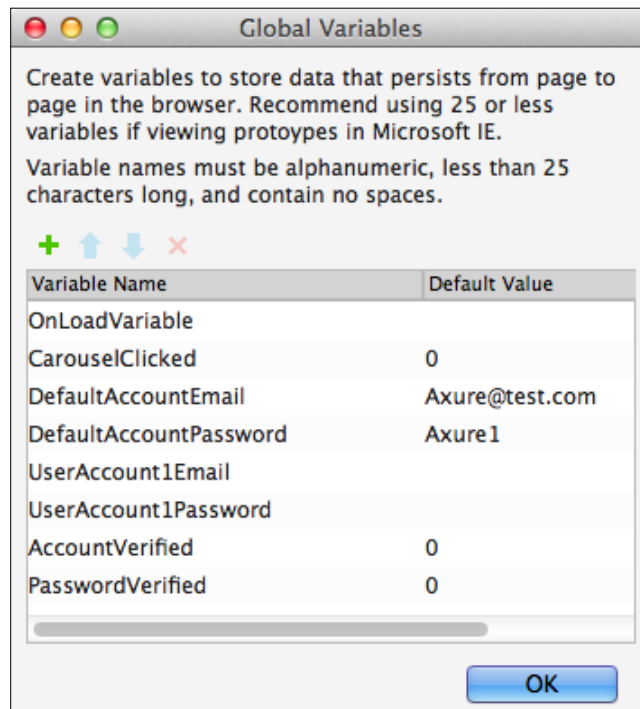 Global Variables
Create variables to store data that persists from page to
page in the browser. Recommend using 25 or less
variables if viewing protoypes in Microsoft IE.
Variable names must be alphanumeric, less than 25
characters long, and contain no spaces.
Variable Name Default Value
OnLoadVariable
CarouselClicked 0
DefaultAccountEmail Axure@test.com
DefaultAccountPassword Axure1
UserAccount1Email
UserAccount1Password
AccountVerified 0
PasswordVerified 0
OK